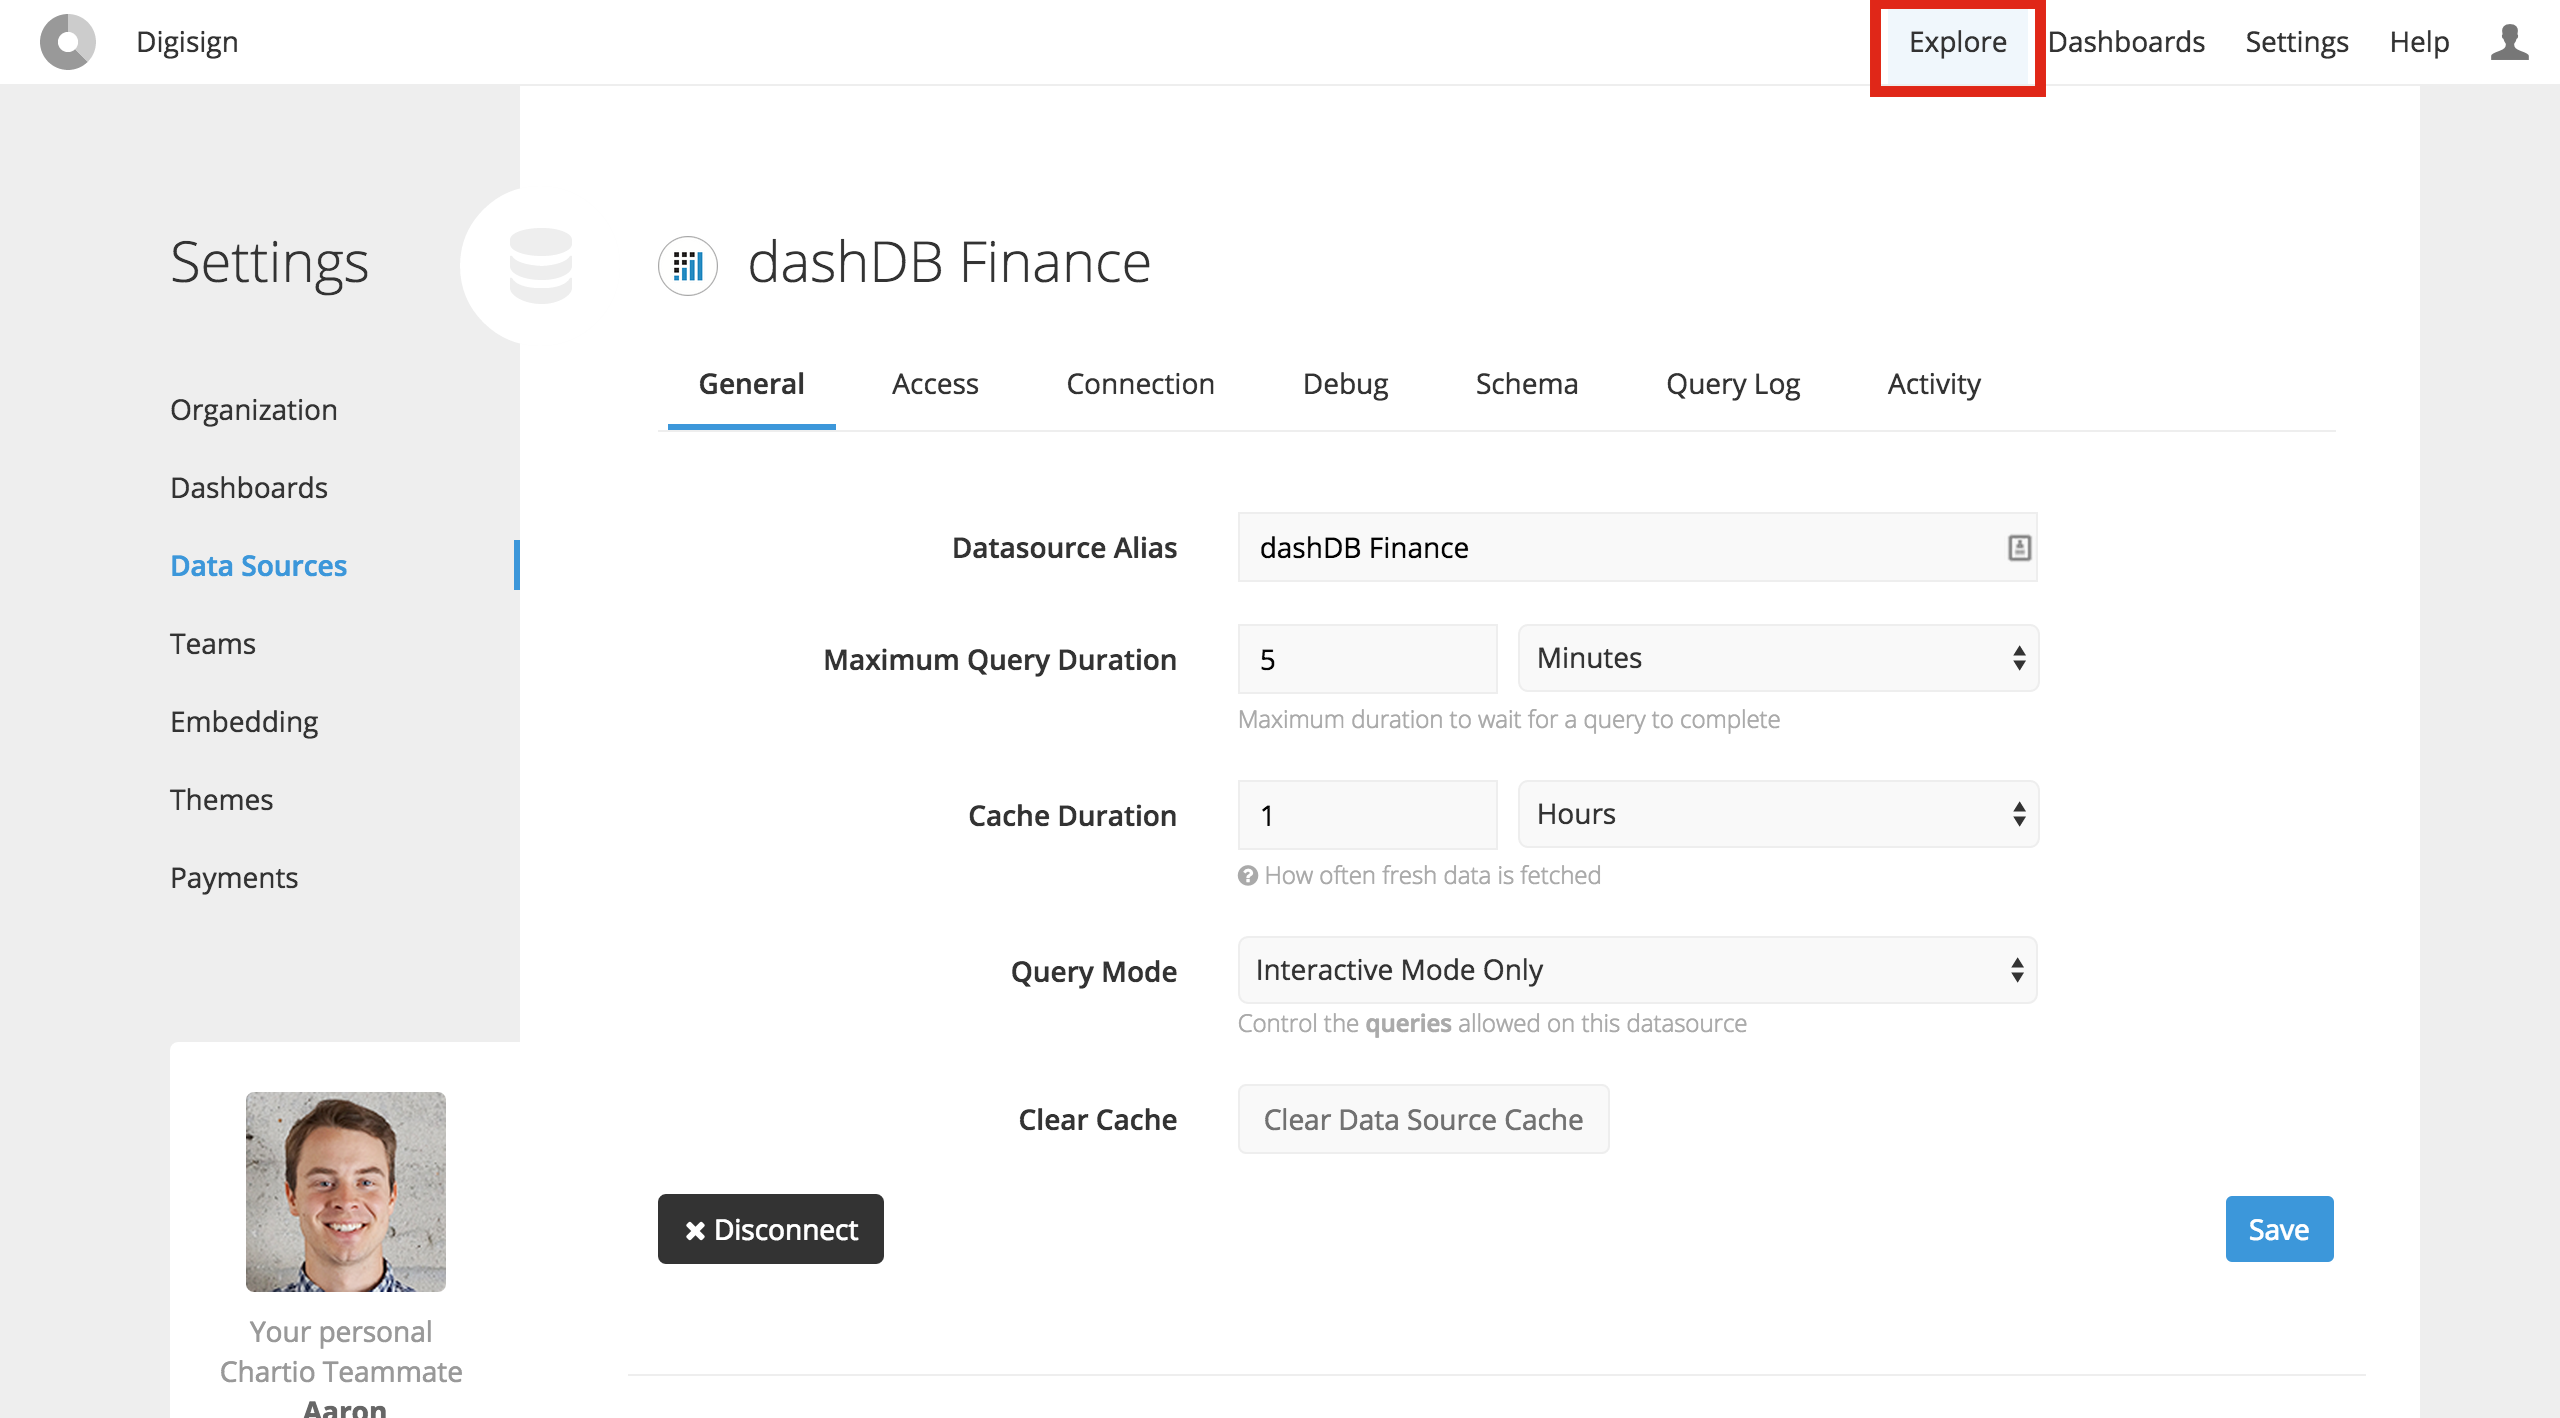 Digisign
Explore
Dashboards
Settings
Help
Settings
Organization
Dashboards
Data Sources
Teams
Embedding
Themes
Payments
Your personal
Chartio Teammate
Aaron
dashDB Finance
General
Access
Connection
Debug
Schema
Query Log
Activity
Datasource Alias
dashDB Finance
Maximum Query Duration
5
Minutes
Maximum duration to wait for a query to complete
Cache Duration
1
Hours
How often fresh data is fetched
Query Mode
Interactive Mode Only
Control the queries allowed on this datasource
Clear Cache
Clear Data Source Cache
Disconnect
Save